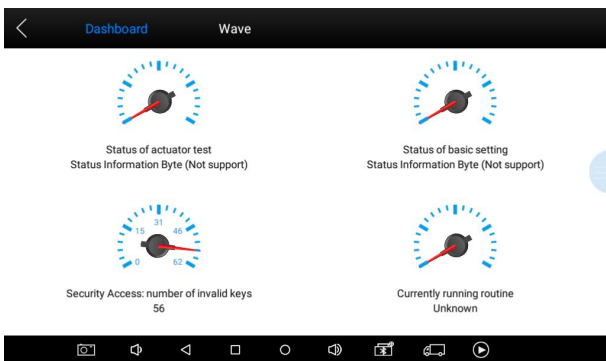 Dashboard Wave
Status of actuator test
Status Information Byte (Not support)
Status of basic setting
Status Information Byte (Not support)
31
15 46
0 62
Security Access: number of invalid keys
56
Currently running routine
Unknown